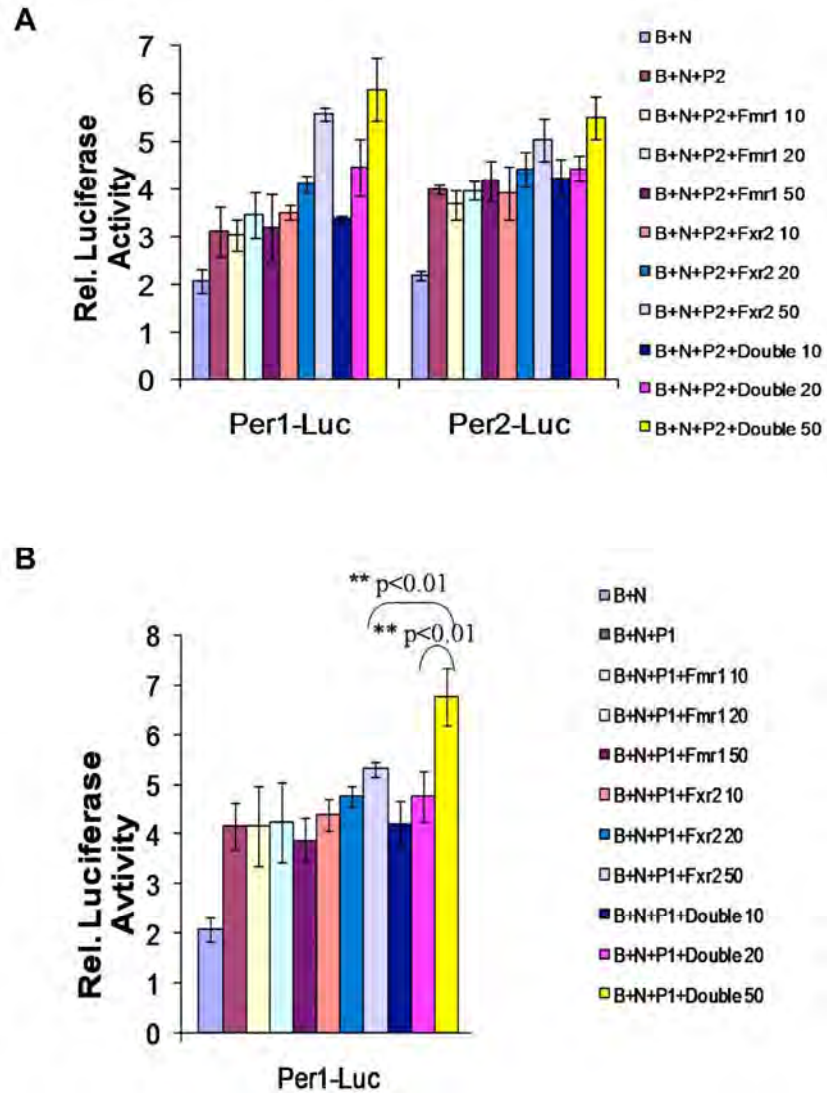 A
Rel. Luciferase
Activity
7
6
5
4
3
2
1
0
Per1-Luc
Per2-Luc
B+N
B+N+P2
B+N+P2+Fmr1 10
B+N+P2+Fmr1 20
B+N+P2+Fmr1 50
B+N+P2+Fxr2 10
B+N+P2+Fxr2 20
B+N+P2+Fxr2 50
B+N+P2+Double 10
B+N+P2+Double 20
B+N+P2+Double 50
B
** p<0.01
** p<0.01
Rel. Luciferase
Avtivity
8
7
6
5
4
3
2
1
0
Per1-Luc
B+N
B+N+P1
B+N+P1+Fmr1 10
B+N+P1+Fmr1 20
B+N+P1+Fmr1 50
B+N+P1+Fxr2 10
B+N+P1+Fxr2 20
B+N+P1+Fxr2 50
B+N+P1+Double 10
B+N+P1+Double 20
B+N+P1+Double 50